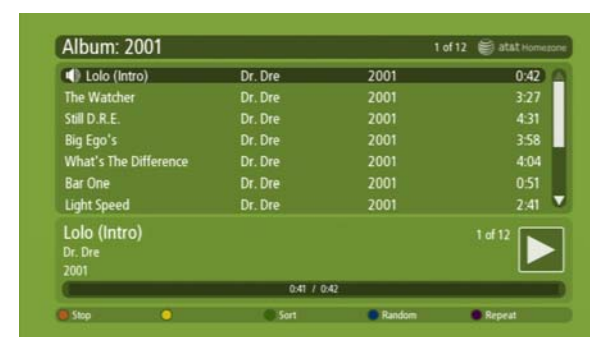 Album: 2001 1 of 12 at&t Homezone
Lolo (Intro) Dr. Dre 2001 0:42
The Watcher Dr. Dre 2001 3:27
Still D.R.E. Dr. Dre 2001 4:31
Big Ego's Dr. Dre 2001 3:58
What's The Difference Dr. Dre 2001 4:04
Bar One Dr. Dre 2001 0:51
Light Speed Dr. Dre 2001 2:41
Lolo (Intro) 1 of 12
Dr. Dre
2001
0:41 / 0:42
Stop Sort Random Repeat